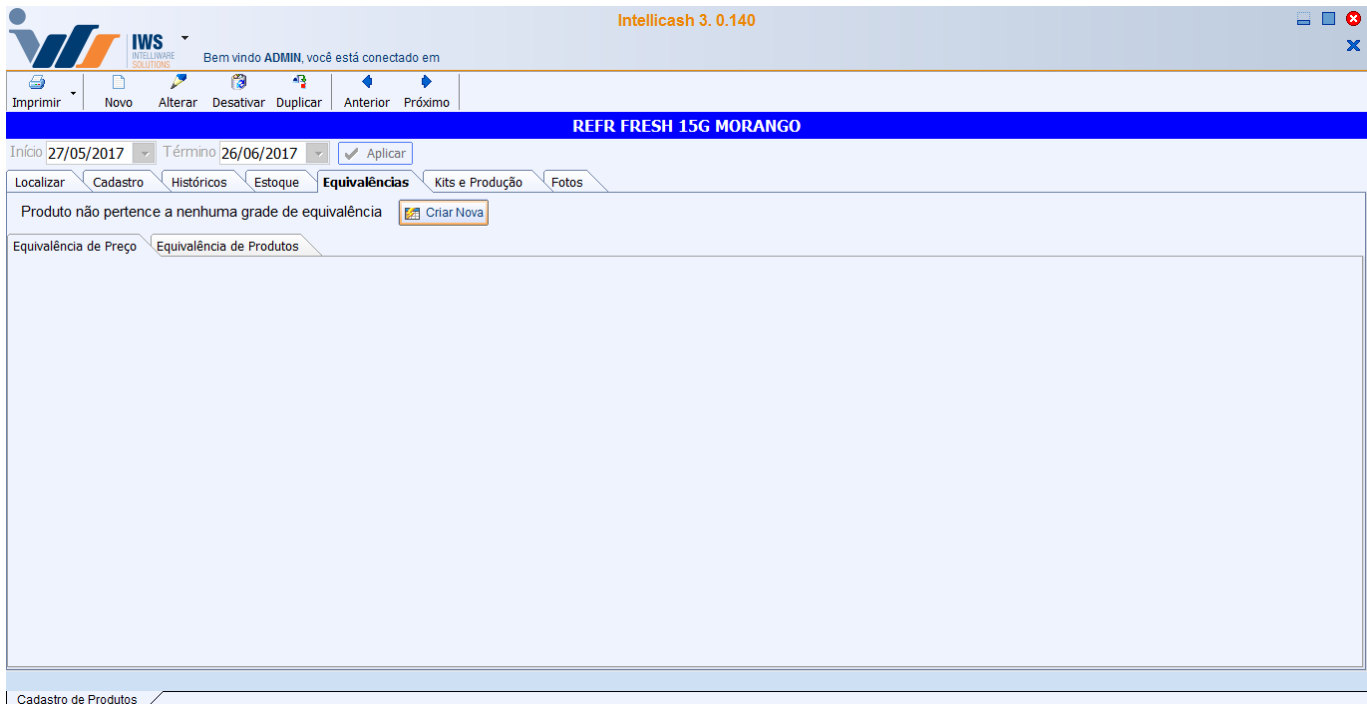 Intellicash 3. 0.140
IWS
INTELLIWARE
SOLUTIONS
Bem vindo ADMIN, você está conectado em
Imprimir Novo Alterar Desativar Duplicar Anterior Próximo
REFR FRESH 15G MORANGO
Início 27/05/2017 Término 26/06/2017 Aplicar
Localizar Cadastro Históricos Estoque Equivalências Kits e Produção Fotos
Produto não pertence a nenhuma grade de equivalência Criar Nova
Equivalência de Preço Equivalência de Produtos
Cadastro de Produtos